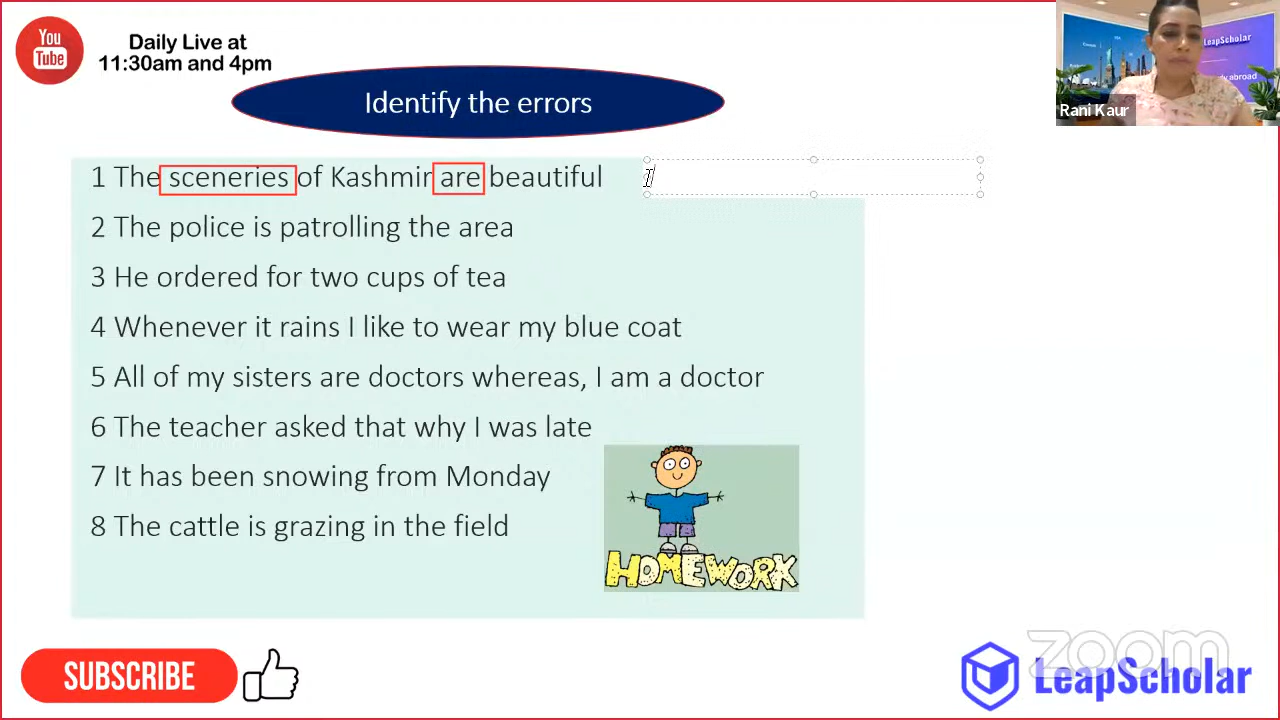 You
Tube
Daily Live at
11:30am and 4pm
Identify the errors
LeapScholar
abroad
Rani Kaur
1 The sceneries of Kashmir are beautiful
2 The police is patrolling the area
3 He ordered for two cups of tea
4 Whenever it rains I like to wear my blue coat
5 All of my sisters are doctors whereas, I am a doctor
6 The teacher asked that why I was late
7 It has been snowing from Monday
8 The cattle is grazing in the field
HOMEWORK
SUBSCRIBE
zoom
LeapScholar